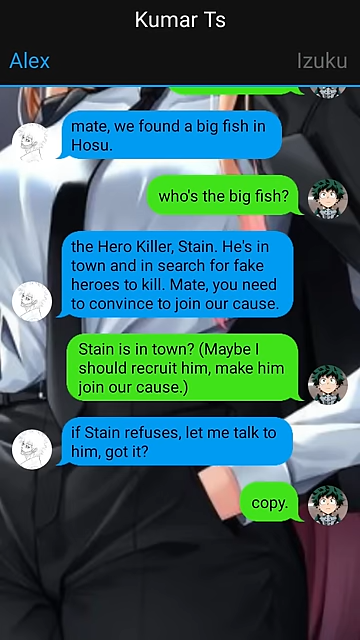 Kumar Ts
Alex
Izuku
mate, we found a big fish in
Hosu.
who's the big fish?
the Hero Killer, Stain. He's in
town and in search for fake
heroes to kill. Mate, you need
to convince to join our cause.
Stain is in town? (Maybe I
should recruit him, make him
join our cause.)
if Stain refuses, let me talk to
him, got it?
copy.